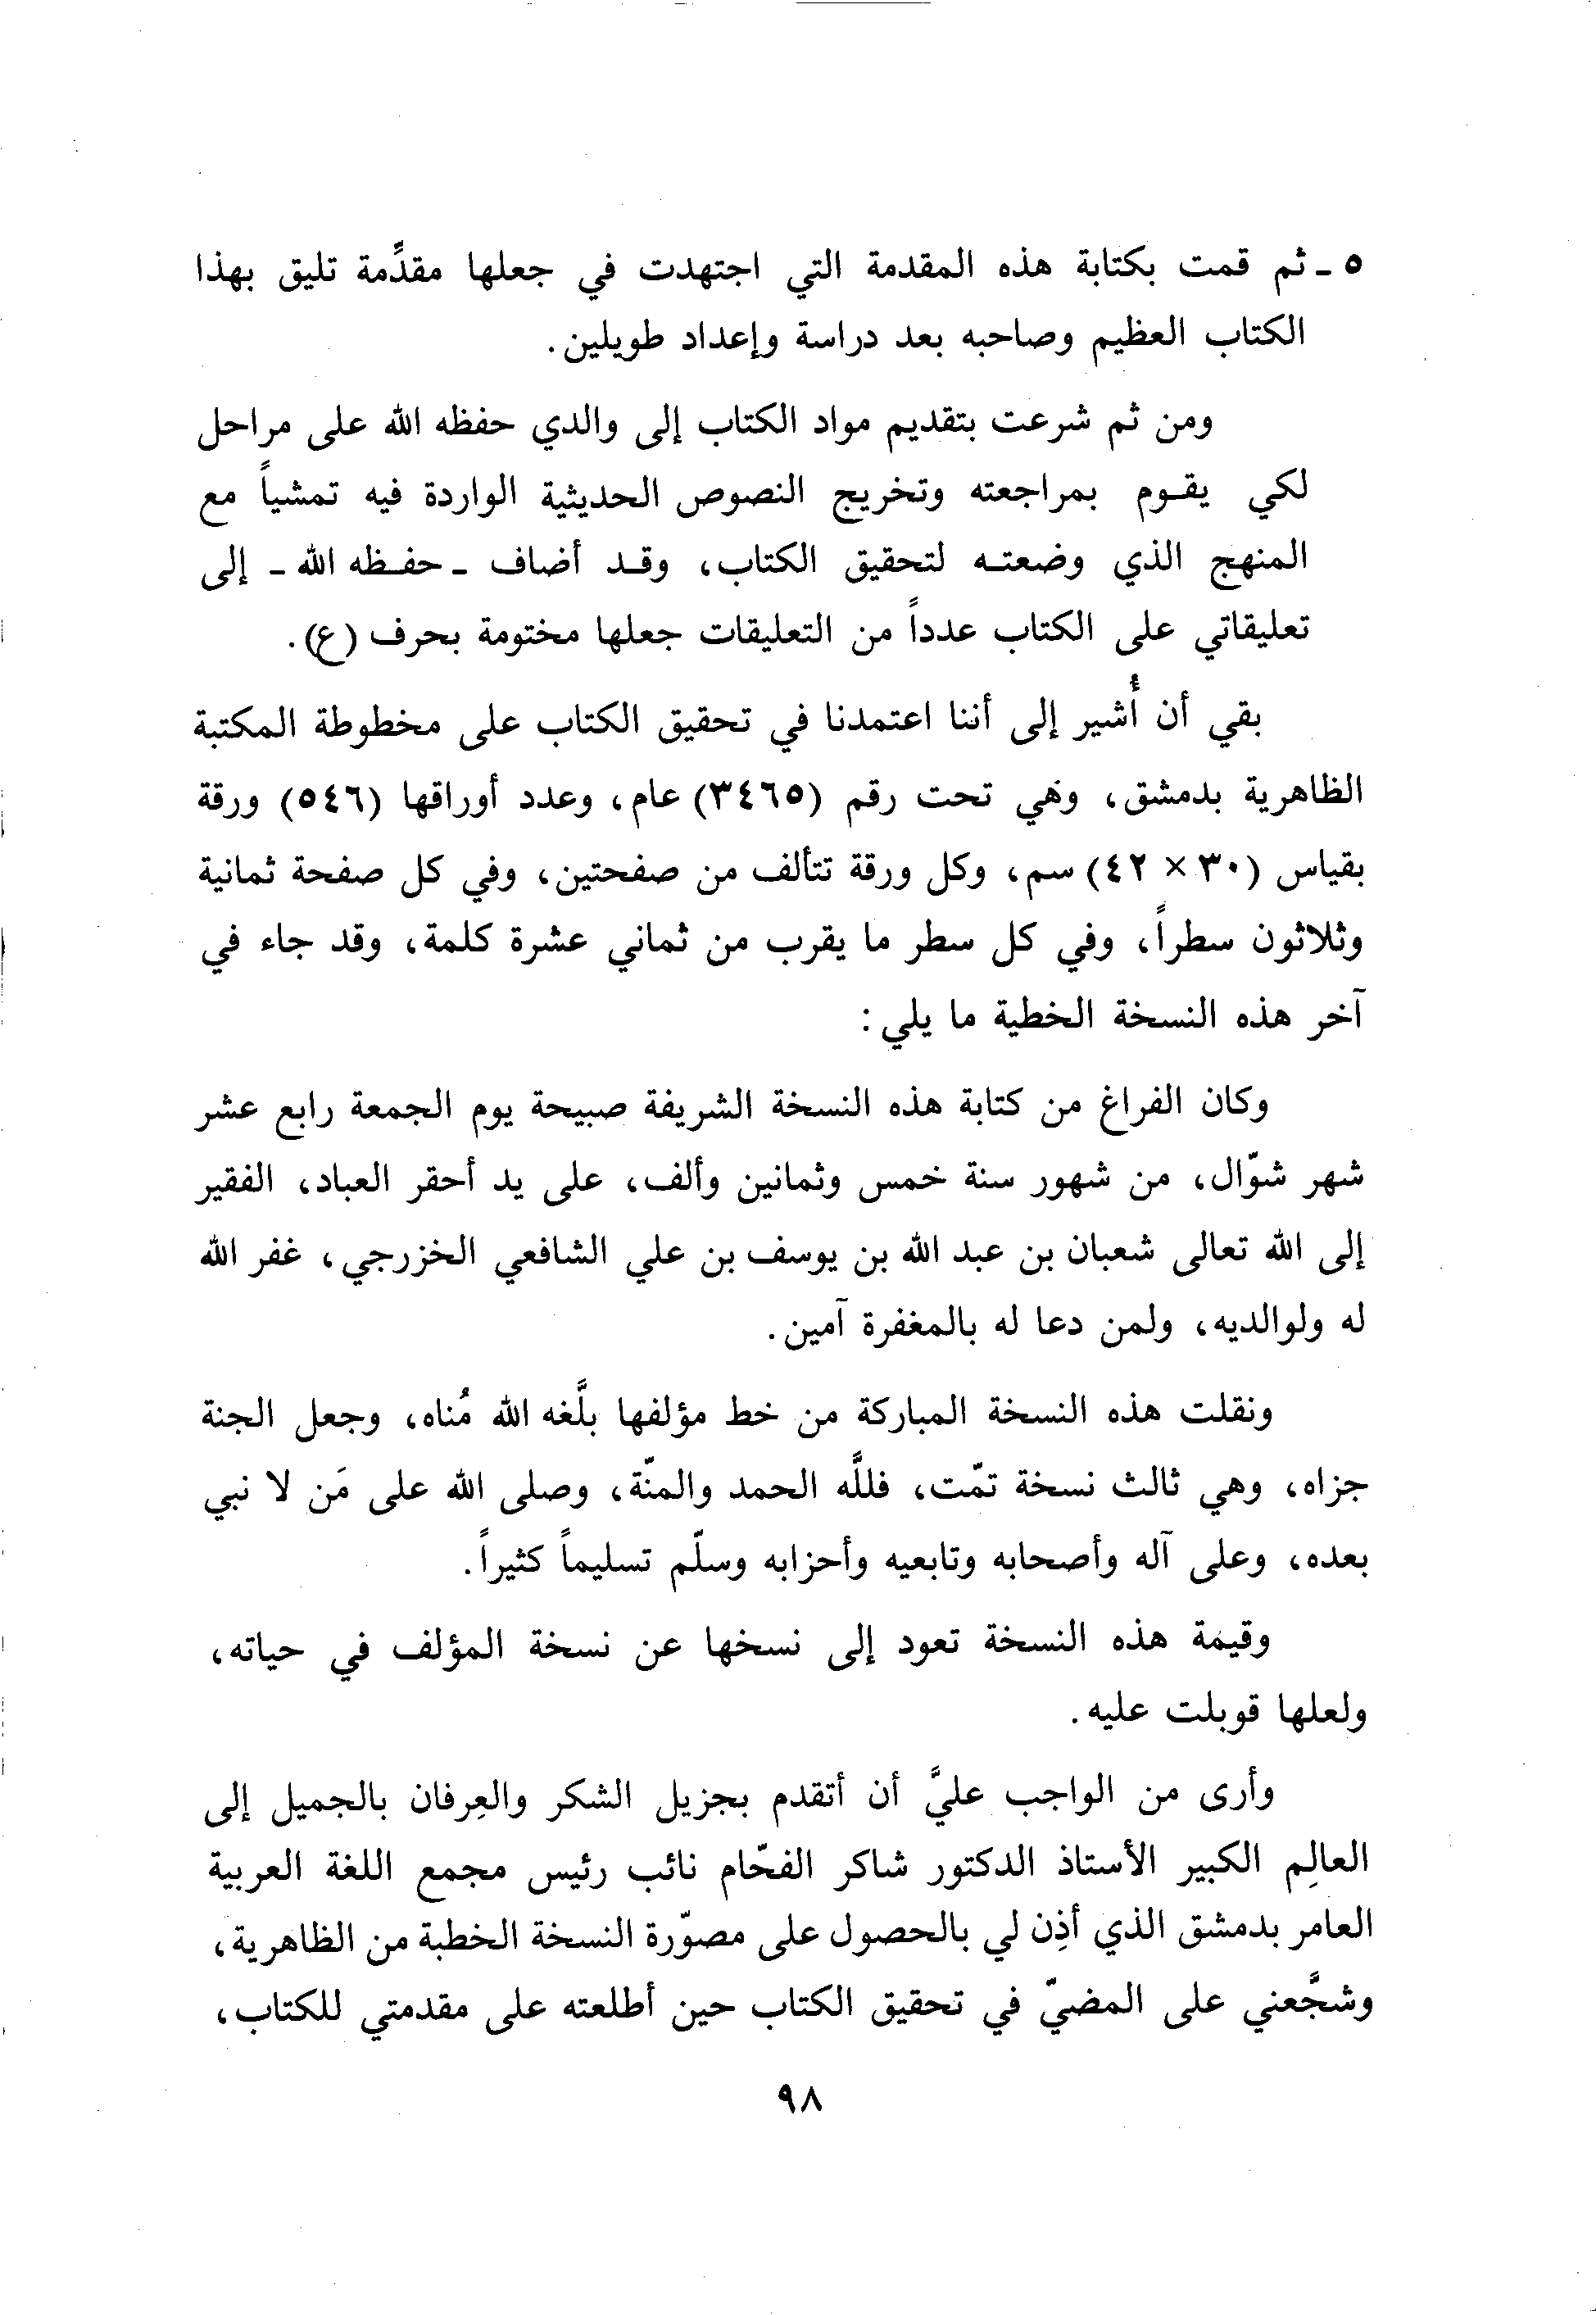 ٥ - ثم قمت بكتابة هذه المقدمة التي اجتهدت في جعلها مقدِّمة تليق بهذا
الكتاب العظيم وصاحبه بعد دراسة وإعداد طويلين.
ومن ثم شرعت بتقديم مواد الكتاب إلى والدي حفظه الله على مراحل
لكي يقـوم بمراجعته وتخريج النصوص الحديثية الواردة فيه تمشياً مع
المنهج الذي وضعتـه لتحقيق الكتاب، وقـد أضاف - حفـظه الله - إلى
تعليقاتي على الكتاب عدداً من التعليقات جعلها مختومة بحرف (ع).
بقي أن أُشير إلى أننا اعتمدنا في تحقيق الكتاب على مخطوطة المكتبة
الظاهرية بدمشق، وهي تحت رقم (٣٤٦٥) عام، وعدد أوراقها (٥٤٦) ورقة
بقياس (٣٠ × ٤٢) سم، وكل ورقة تتألف من صفحتين، وفي كل صفحة ثمانية
وثلاثون سطراً، وفي كل سطر ما يقرب من ثماني عشرة كلمة، وقد جاء في
آخر هذه النسخة الخطية ما يلي:
وكان الفراغ من كتابة هذه النسخة الشريفة صبيحة يوم الجمعة رابع عشر
شهر شوّال، من شهور سنة خمس وثمانين وألف، على يد أحقر العباد، الفقير
إلى الله تعالى شعبان بن عبد الله بن يوسف بن علي الشافعي الخزرجي، غفر الله
له ولوالديه، ولمن دعا له بالمغفرة آمين.
ونقلت هذه النسخة المباركة من خط مؤلفها بلَّغه الله مُناه، وجعل الجنة
جزاه، وهي ثالث نسخة تمّت، فللَّه الحمد والمنّة، وصلى الله على مَن لا نبي
بعده، وعلى آله وأصحابه وتابعيه وأحزابه وسلّم تسليماً كثيراً.
وقيمة هذه النسخة تعود إلى نسخها عن نسخة المؤلف في حياته،
ولعلها قوبلت عليه.
وأرى من الواجب عليَّ أن أتقدم بجزيل الشكر والعِرفان بالجميل إلى
العالِم الكبير الأستاذ الدكتور شاكر الفحّام نائب رئيس مجمع اللغة العربية
العامر بدمشق الذي أذِن لي بالحصول على مصوّرة النسخة الخطبة من الظاهرية،
وشجَّعني على المضيّ في تحقيق الكتاب حين أطلعته على مقدمتي للكتاب،
٩٨